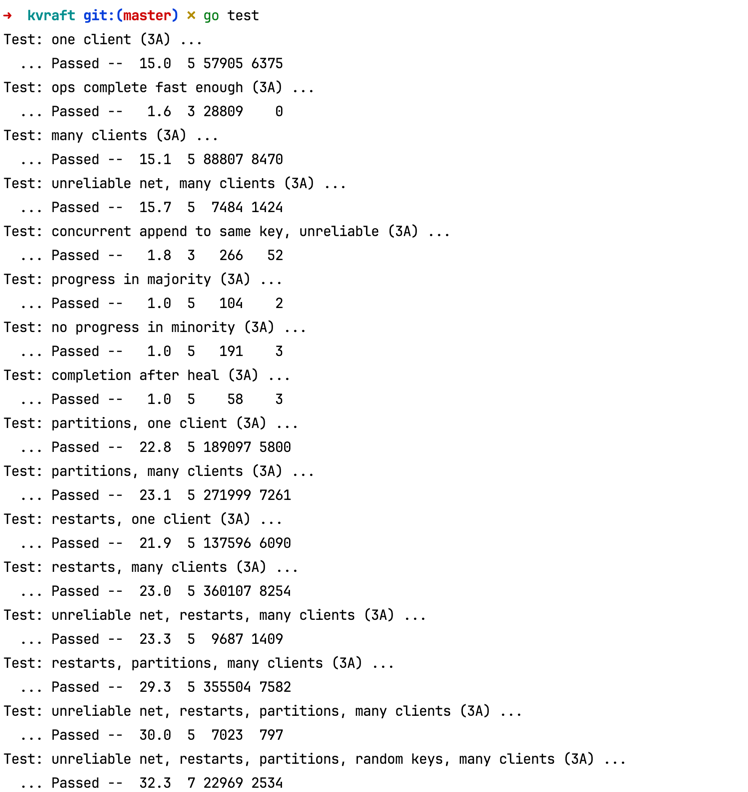 → kvraft git:(master) × go test
Test: one client (3A) ...
  ... Passed --  15.0  5 57905 6375
Test: ops complete fast enough (3A) ...
  ... Passed --   1.6  3 28809    0
Test: many clients (3A) ...
  ... Passed --  15.1  5 88807 8470
Test: unreliable net, many clients (3A) ...
  ... Passed --  15.7  5  7484 1424
Test: concurrent append to same key, unreliable (3A) ...
  ... Passed --   1.8  3   266   52
Test: progress in majority (3A) ...
  ... Passed --   1.0  5   104    2
Test: no progress in minority (3A) ...
  ... Passed --   1.0  5   191    3
Test: completion after heal (3A) ...
  ... Passed --   1.0  5    58    3
Test: partitions, one client (3A) ...
  ... Passed --  22.8  5 189097 5800
Test: partitions, many clients (3A) ...
  ... Passed --  23.1  5 271999 7261
Test: restarts, one client (3A) ...
  ... Passed --  21.9  5 137596 6090
Test: restarts, many clients (3A) ...
  ... Passed --  23.0  5 360107 8254
Test: unreliable net, restarts, many clients (3A) ...
  ... Passed --  23.3  5  9687 1409
Test: restarts, partitions, many clients (3A) ...
  ... Passed --  29.3  5 355504 7582
Test: unreliable net, restarts, partitions, many clients (3A) ...
  ... Passed --  30.0  5  7023  797
Test: unreliable net, restarts, partitions, random keys, many clients (3A) ...
  ... Passed --  32.3  7 22969 2534